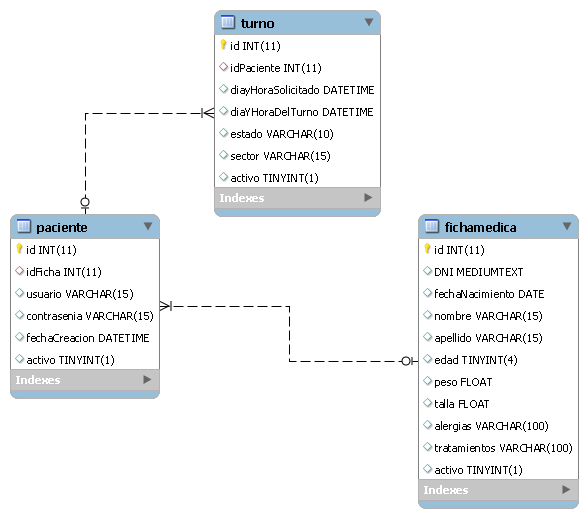 turno
id INT(11)
idPaciente INT(11)
diayHoraSolicitado DATETIME
diaYHoraDelTurno DATETIME
estado VARCHAR(10)
sector VARCHAR(15)
activo TINYINT(1)
Indexes
paciente
id INT(11)
idFicha INT(11)
usuario VARCHAR(15)
contrasenia VARCHAR(15)
fechaCreacion DATETIME
activo TINYINT(1)
Indexes
fichamedica
id INT(11)
DNI MEDIUMTEXT
fechaNacimiento DATE
nombre VARCHAR(15)
apellido VARCHAR(15)
edad TINYINT(4)
peso FLOAT
talla FLOAT
alergias VARCHAR(100)
tratamientos VARCHAR(100)
activo TINYINT(1)
Indexes